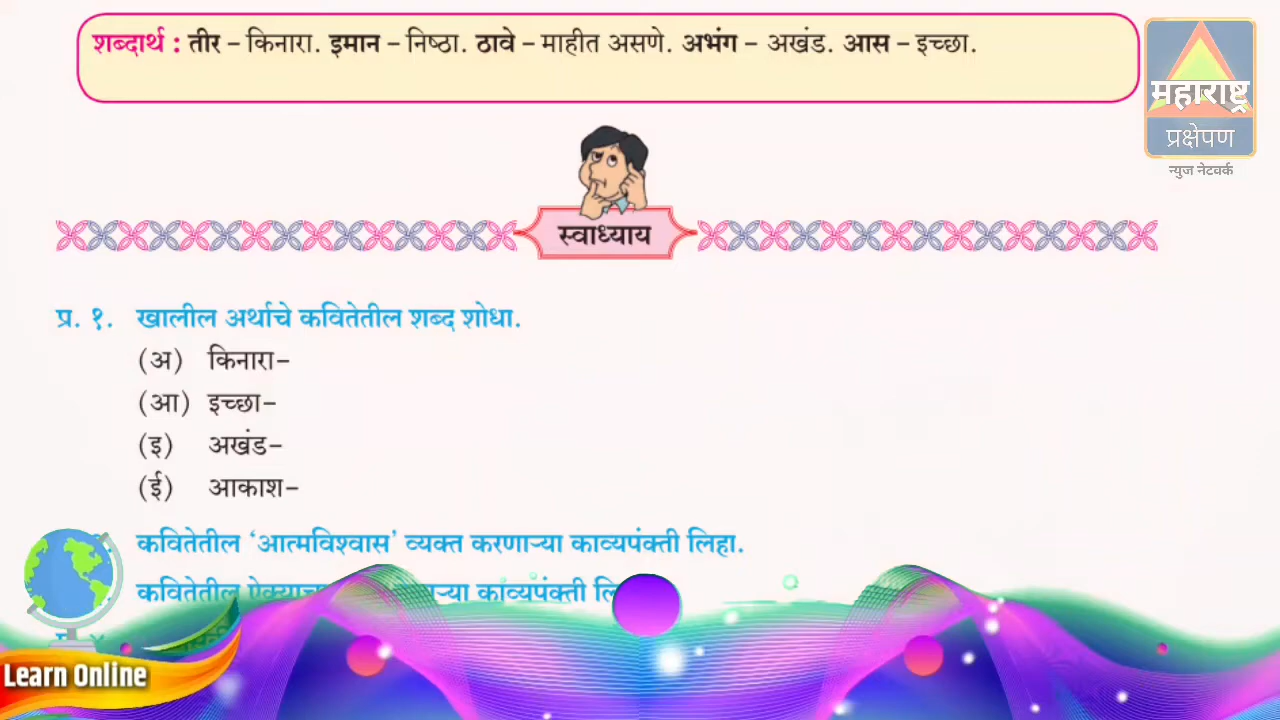 शब्दार्थ : तीर – किनारा. इमान – निष्ठा. ठावे – माहीत असणे. अभंग – अखंड. आस – इच्छा.
महाराष्ट्र
प्रक्षेपण
न्युज नेटवर्क
स्वाध्याय
प्र. १. खालील अर्थाचे कवितेतील शब्द शोधा.
(अ) किनारा–
(आ) इच्छा–
(इ) अखंड–
(ई) आकाश–
कवितेतील ‘आत्मविश्वास’ व्यक्त करणाऱ्या काव्यपंक्ती लिहा.
कवितेतील काव्यपंक्ती
Learn Online